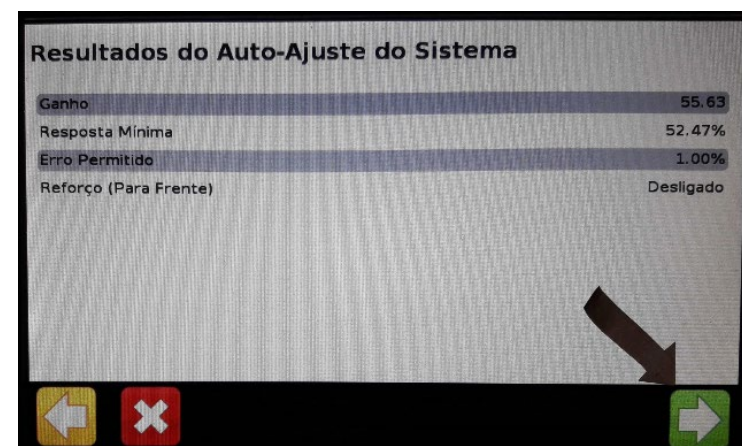 Resultados do Auto-Ajuste do Sistema
Ganho 55.63
Resposta Mínima 52.47%
Erro Permitido 1.00%
Reforço (Para Frente) Desligado